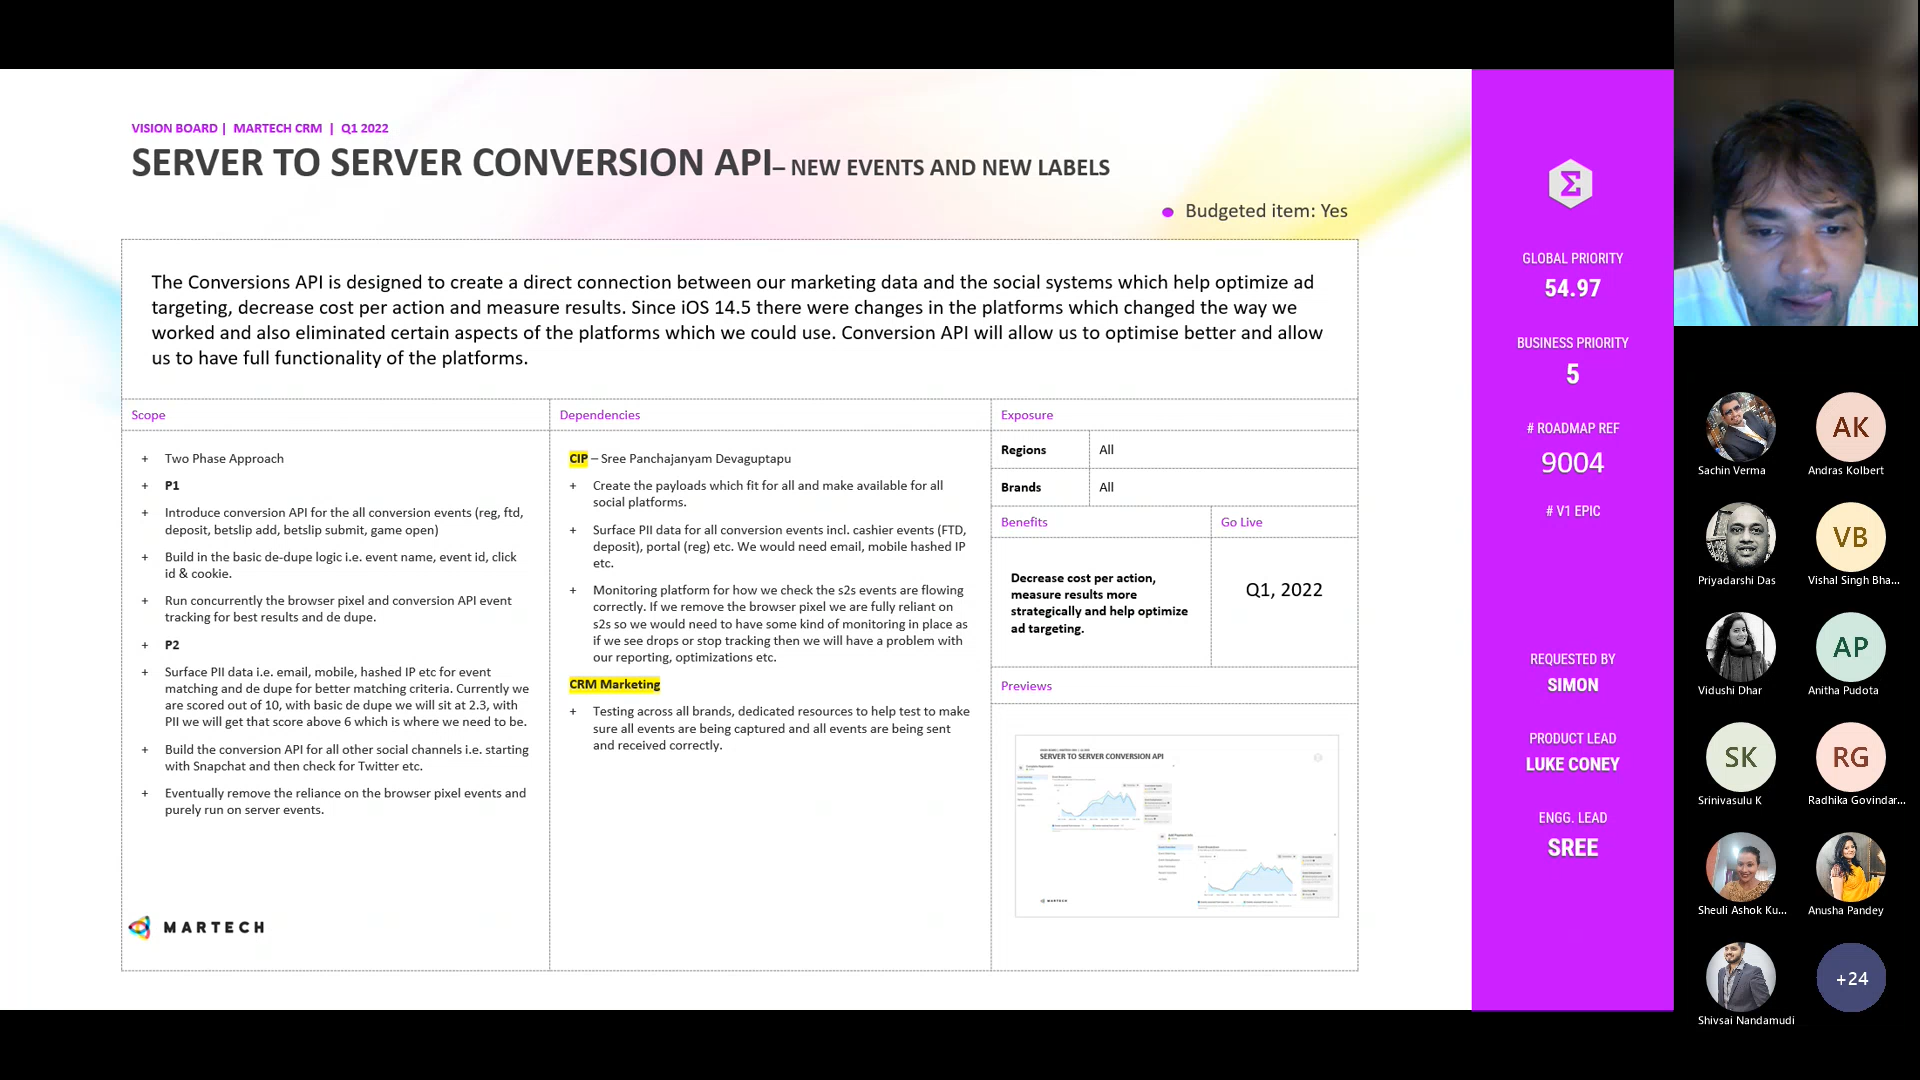 VISION BOARD | MARTECH CRM | Q1 2022
SERVER TO SERVER CONVERSION API– NEW EVENTS AND NEW LABELS
Budgeted item: Yes
The Conversions API is designed to create a direct connection between our marketing data and the social systems which help optimize ad
targeting, decrease cost per action and measure results. Since iOS 14.5 there were changes in the platforms which changed the way we
worked and also eliminated certain aspects of the platforms which we could use. Conversion API will allow us to optimise better and allow
us to have full functionality of the platforms.
Scope
+ Two Phase Approach
+ P1
+ Introduce conversion API for the all conversion events (reg, ftd,
deposit, betslip add, betslip submit, game open)
+ Build in the basic de-dupe logic i.e. event name, event id, click
id & cookie.
+ Run concurrently the browser pixel and conversion API event
tracking for best results and de dupe.
+ P2
+ Surface PII data i.e. email, mobile, hashed IP etc for event
matching and de dupe for better matching criteria. Currently we
are scored out of 10, with basic de dupe we will sit at 2.3, with
PII we will get that score above 6 which is where we need to be.
+ Build the conversion API for all other social channels i.e. starting
with Snapchat and then check for Twitter etc.
+ Eventually remove the reliance on the browser pixel events and
purely run on server events.
MARTECH
Dependencies
CIP – Sree Panchajanyam Devaguptapu
+ Create the payloads which fit for all and make available for all
social platforms.
+ Surface PII data for all conversion events incl. cashier events (FTD,
deposit), portal (reg) etc. We would need email, mobile hashed IP
etc.
+ Monitoring platform for how we check the s2s events are flowing
correctly. If we remove the browser pixel we are fully reliant on
s2s so we would need to have some kind of monitoring in place as
if we see drops or stop tracking then we will have a problem with
our reporting, optimizations etc.
CRM Marketing
+ Testing across all brands, dedicated resources to help test to make
sure all events are being captured and all events are being sent
and received correctly.
Exposure
Regions All
Brands All
Benefits
Decrease cost per action,
measure results more
strategically and help optimize
ad targeting.
Go Live
Q1, 2022
Previews
SERVER TO SERVER CONVERSION API
MARTECH
Σ
GLOBAL PRIORITY
54.97
BUSINESS PRIORITY
5
# ROADMAP REF
9004
# V1 EPIC
REQUESTED BY
SIMON
PRODUCT LEAD
LUKE CONEY
ENGG. LEAD
SREE
Sachin Verma
AK
Andras Kolbert
Priyadarshi Das
VB
Vishal Singh Bha...
Vidushi Dhar
AP
Anitha Pudota
SK
Srinivasulu K
RG
Radhika Govindar...
Sheuli Ashok Ku...
Anusha Pandey
Shivsai Nandamudi
+24